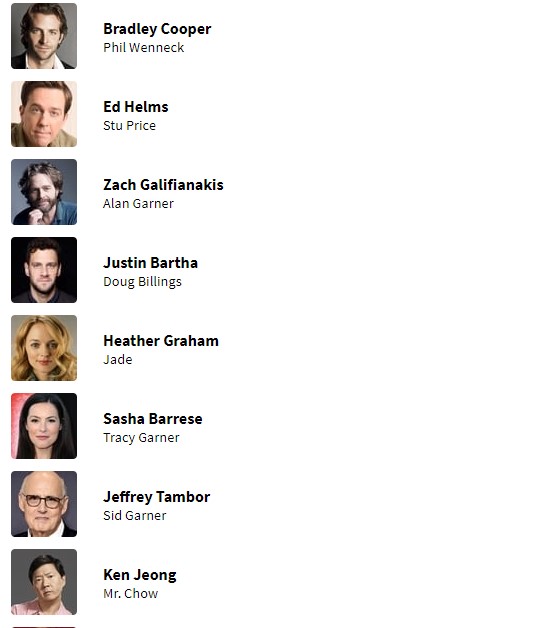 Bradley Cooper
Phil Wenneck
Ed Helms
Stu Price
Zach Galifianakis
Alan Garner
Justin Bartha
Doug Billings
Heather Graham
Jade
Sasha Barrese
Tracy Garner
Jeffrey Tambor
Sid Garner
Ken Jeong
Mr. Chow